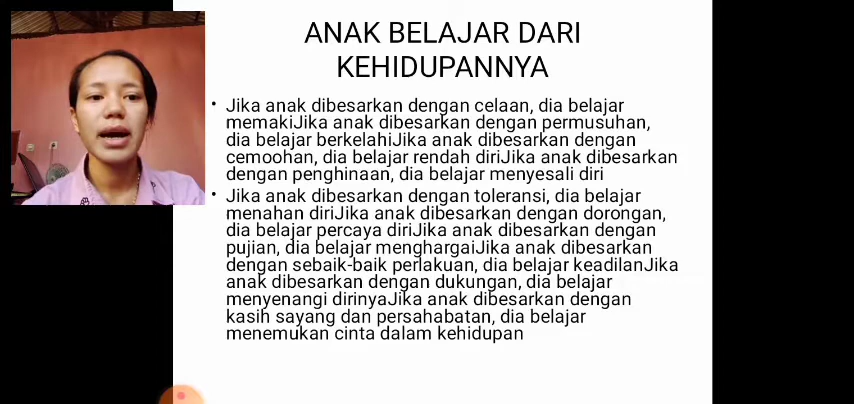 ANAK BELAJAR DARI
KEHIDUPANNYA
• Jika anak dibesarkan dengan celaan, dia belajar
memakiJika anak dibesarkan dengan permusuhan,
dia belajar berkelahiJika anak dibesarkan dengan
cemoohan, dia belajar rendah diriJika anak dibesarkan
dengan penghinaan, dia belajar menyesali diri
• Jika anak dibesarkan dengan toleransi, dia belajar
menahan diriJika anak dibesarkan dengan dorongan,
dia belajar percaya diriJika anak dibesarkan dengan
pujian, dia belajar menghargaiJika anak dibesarkan
dengan sebaik-baik perlakuan, dia belajar keadilanJika
anak dibesarkan dengan dukungan, dia belajar
menyenangi dirinyaJika anak dibesarkan dengan
kasih sayang dan persahabatan, dia belajar
menemukan cinta dalam kehidupan